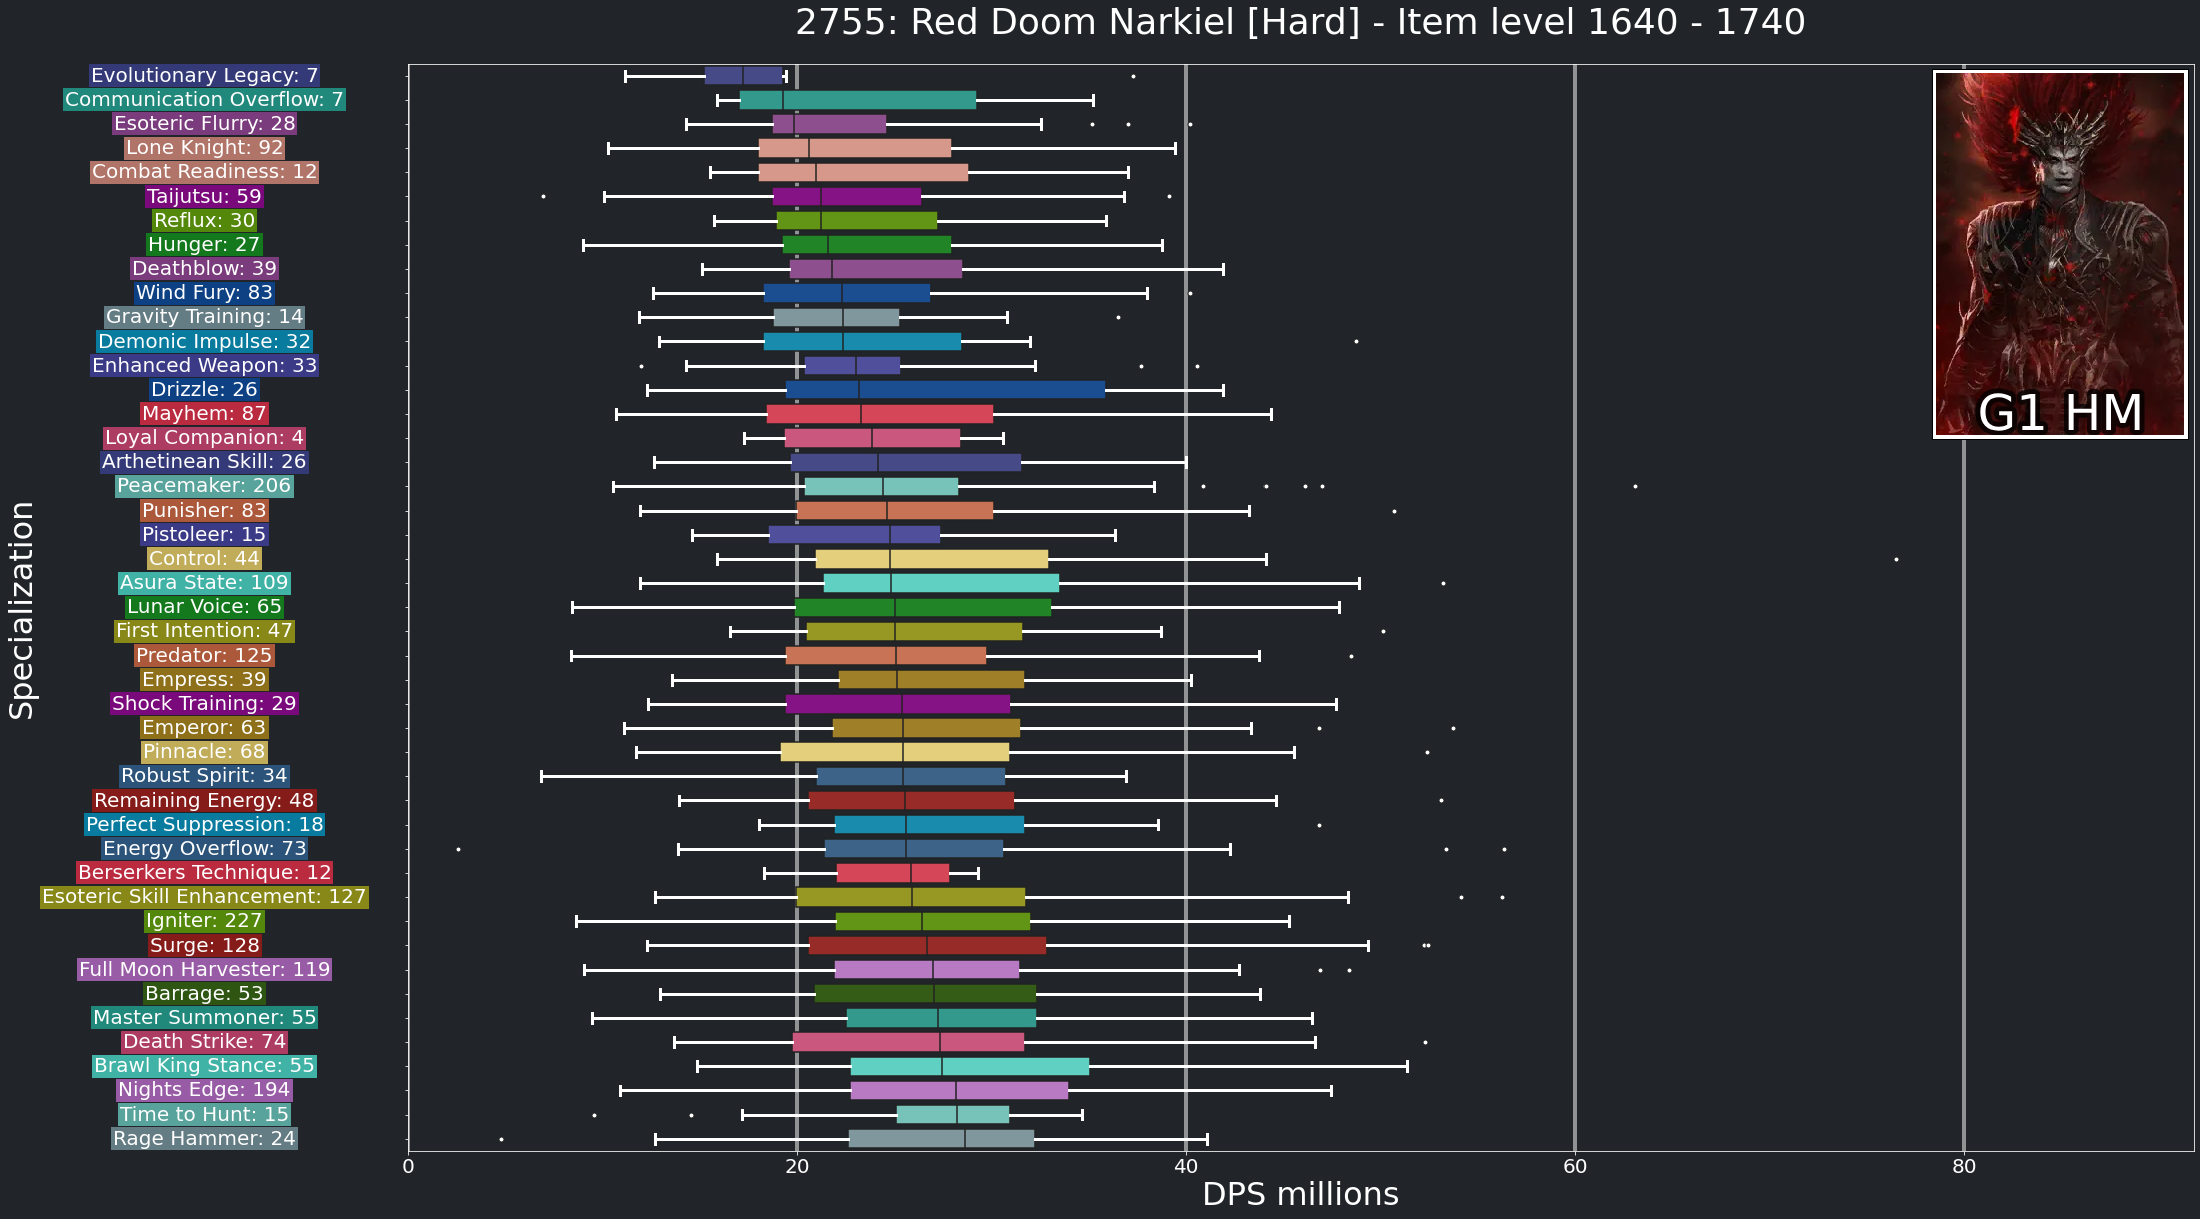 2755: Red Doom Narkiel [Hard] - Item level 1640 - 1740
Specialization
Evolutionary Legacy: 7
Communication Overflow: 7
Esoteric Flurry: 28
Lone Knight: 92
Combat Readiness: 12
Taijutsu: 59
Reflux: 30
Hunger: 27
Deathblow: 39
Wind Fury: 83
Gravity Training: 14
Demonic Impulse: 32
Enhanced Weapon: 33
Drizzle: 26
Mayhem: 87
Loyal Companion: 4
Arthetinean Skill: 26
Peacemaker: 206
Punisher: 83
Pistoleer: 15
Control: 44
Asura State: 109
Lunar Voice: 65
First Intention: 47
Predator: 125
Empress: 39
Shock Training: 29
Emperor: 63
Pinnacle: 68
Robust Spirit: 34
Remaining Energy: 48
Perfect Suppression: 18
Energy Overflow: 73
Berserkers Technique: 12
Esoteric Skill Enhancement: 127
Igniter: 227
Surge: 128
Full Moon Harvester: 119
Barrage: 53
Master Summoner: 55
Death Strike: 74
Brawl King Stance: 55
Nights Edge: 194
Time to Hunt: 15
Rage Hammer: 24
G1 HM
0 20 40 60 80
DPS millions